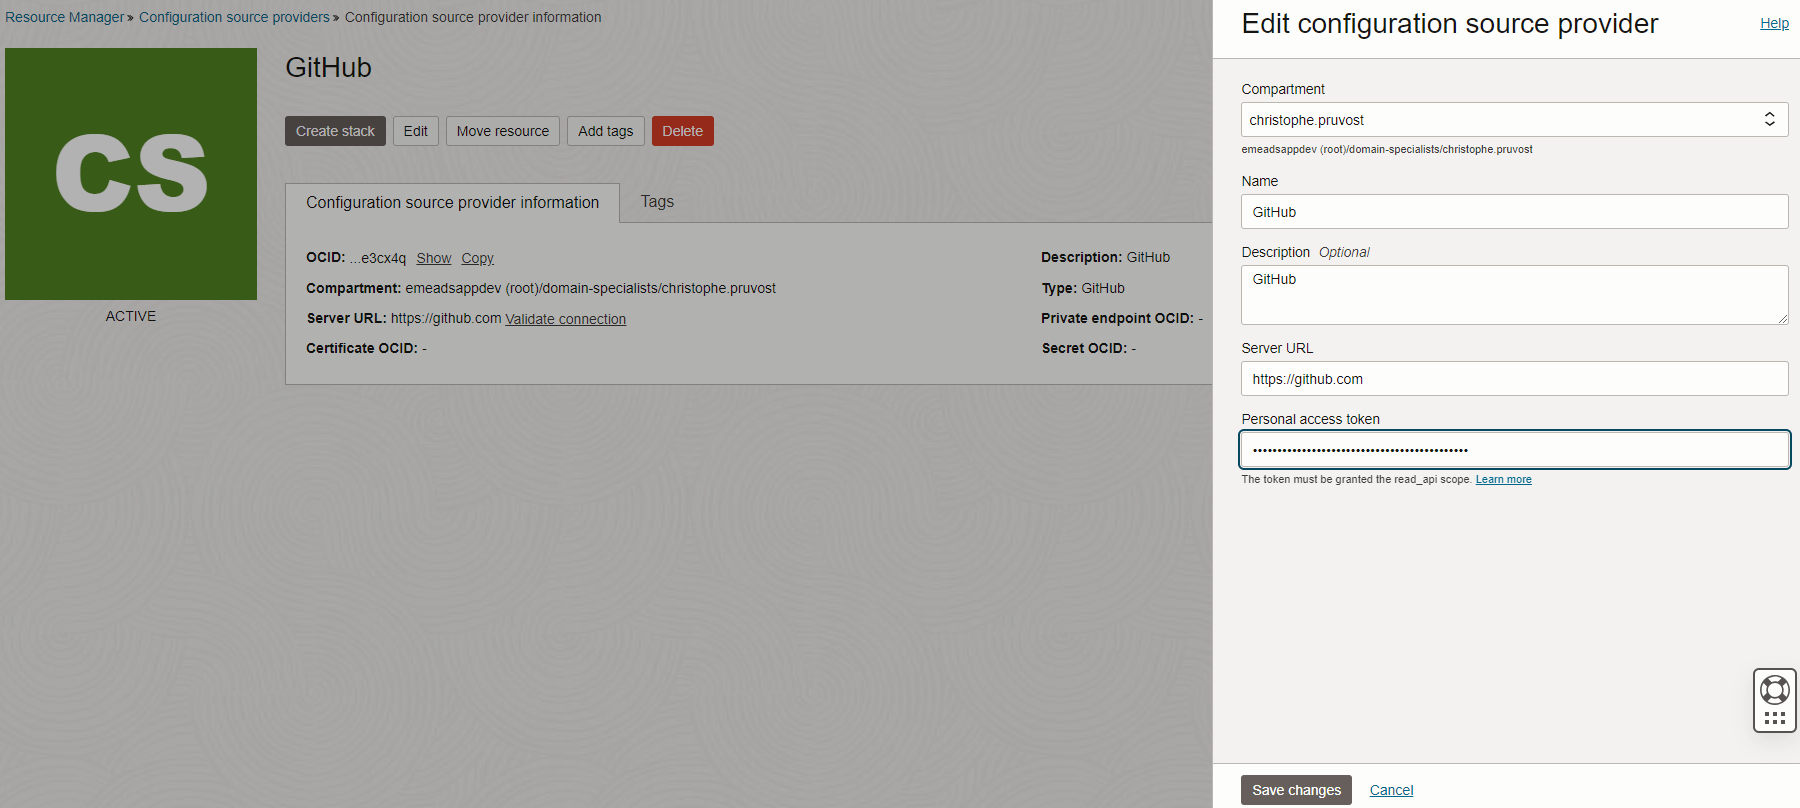 Resource Manager » Configuration source providers » Configuration source provider information
CS
ACTIVE
GitHub
Create stack Edit Move resource Add tags Delete
Configuration source provider information Tags
OCID: ...e3cx4q Show Copy
Compartment: emeadsappdev (root)/domain-specialists/christophe.pruvost
Server URL: https://github.com Validate connection
Certificate OCID: -
Description: GitHub
Type: GitHub
Private endpoint OCID: -
Secret OCID: -
Edit configuration source provider
Help
Compartment
christophe.pruvost
emeadsappdev (root)/domain-specialists/christophe.pruvost
Name
GitHub
Description Optional
GitHub
Server URL
https://github.com
Personal access token
The token must be granted the read_api scope. Learn more
Save changes Cancel